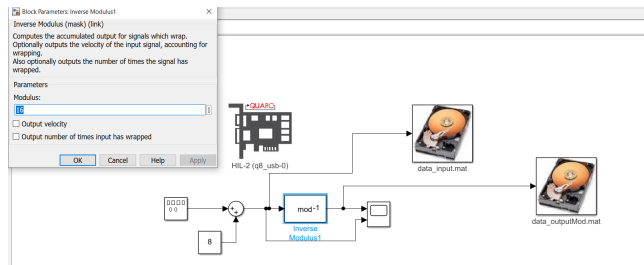 Block Parameters: Inverse Modulus1
Inverse Modulus (mask) (link)
Computes the accumulated output for signals which wrap.
Optionally outputs the velocity of the input signal, accounting for
wrapping.
Also optionally outputs the number of times the signal has
wrapped.
Parameters
Modulus:
16
Output velocity
Output number of times input has wrapped
OK Cancel Help Apply
QUARC
HIL-2 (q8_usb-0)
data_input.mat
data_outputMod.mat
0 0
+
+
mod-1
Inverse
Modulus1
8